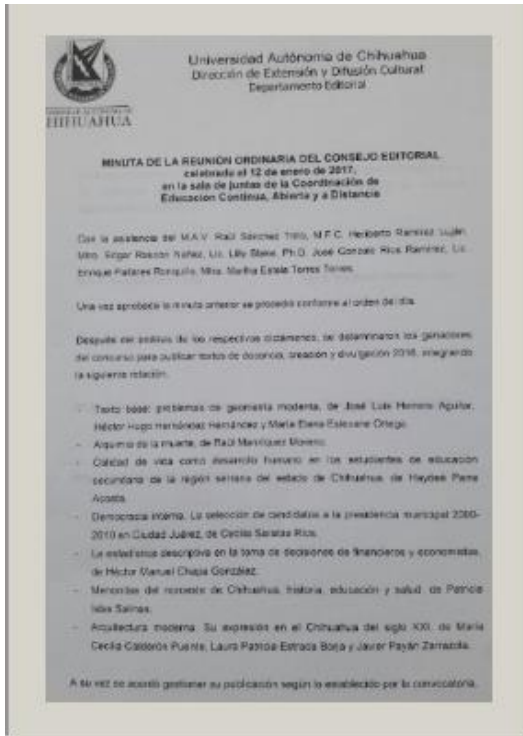 Universidad Autónoma de Chihuahua
Dirección de Extensión y Difusión Cultural
Departamento Editorial
CHIHUAHUA
MINUTA DE LA REUNIÓN ORDINARIA DEL CONSEJO EDITORIAL
celebrada el 12 de enero de 2017,
en la sala de juntas de la Coordinación de
Educación Continua, Abierta y a Distancia
Con la asistencia del M.A.V. Raúl Sánchez Trillo, M.F.C. Heriberto Ramírez Luján,
Mtro. Edgar Núñez, Lic. Lilly Blake, Ph.D. José Gonzalo Ríos Ramírez, Lic.
Enrique Pallares Ronquillo, Mtra. Martha Estela Torres Torres.
Una vez aprobada la minuta anterior se procedió conforme al orden del día.
Después del análisis de los respectivos dictámenes, se determinaron los ganadores
del concurso para publicar textos de docencia, creación y divulgación 2016, integrando
la siguiente relación.
- Texto base: problemas de geometría moderna, de José Luis Herrera Aguilar,
Héctor Hugo Hernández Hernández y María Elena Ortega.
- Alquimia de la muerte, de Raúl Manríquez Moreno.
- Calidad de vida como desarrollo humano en los estudiantes de educación
secundaria de la región serrana del estado de Chihuahua, de Haydee Parra
Acosta.
- Democracia interna. La selección de candidatos a la presidencia municipal 2000-
2010 en Ciudad Juárez, de Cecilia Sarabia Ríos.
- La estadística descriptiva en la toma de decisiones de financieros y economistas,
de Héctor Manuel Chapa González.
- Menonitas del noroeste de Chihuahua, historia, educación y salud, de Patricia
Islas Salinas.
- Arquitectura moderna. Su expresión en el Chihuahua del siglo XXI, de María
Cecilia Calderón Puente, Laura Patricia Estrada Borja y Javier Payán Zarrazola.
A su vez se acordó gestionar su publicación según lo establecido por la convocatoria.